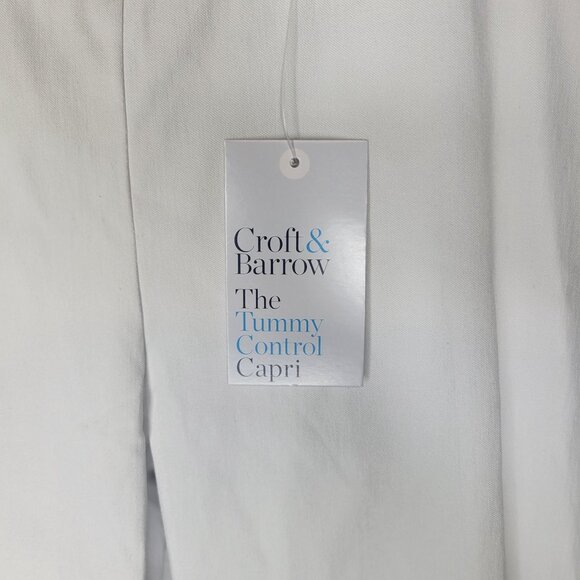 Croft&
Barrow
The
Tummy
Control
Capri